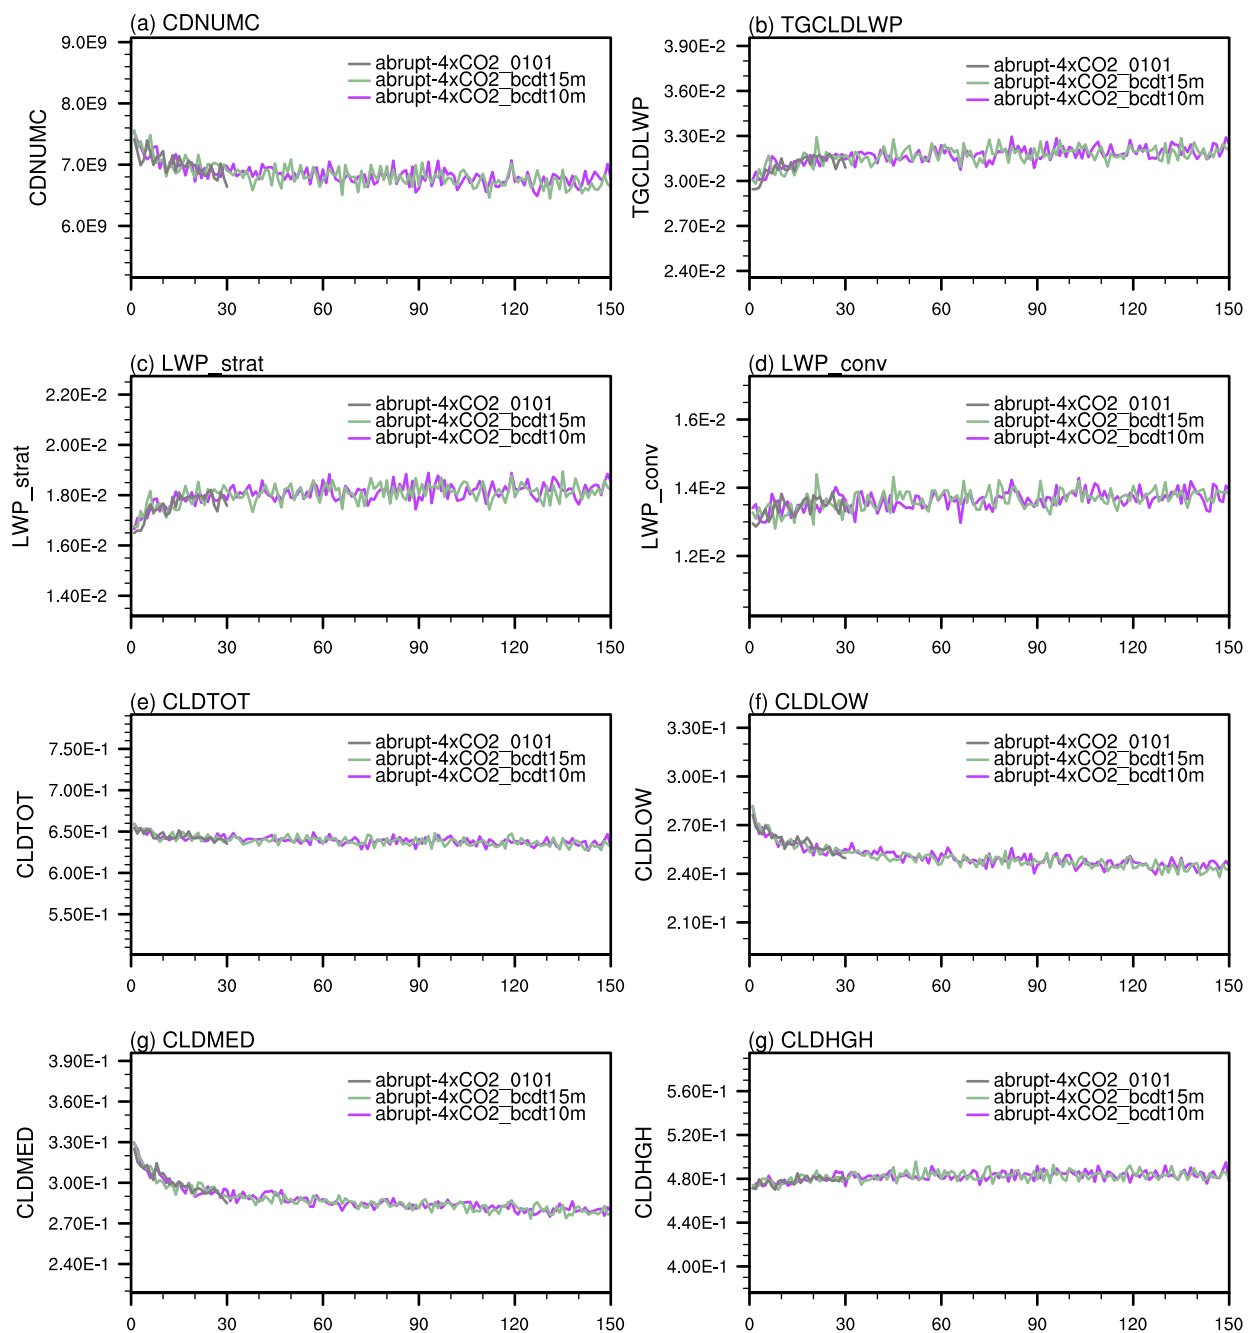 (a) CDNUMC
9.0E9
8.0E9
7.0E9
6.0E9
CDNUMC
abrupt-4xCO2_0101
abrupt-4xCO2_bcdt15m
abrupt-4xCO2_bcdt10m
0 30 60 90 120 150
(b) TGCLDLWP
3.90E-2
3.60E-2
3.30E-2
3.00E-2
2.70E-2
2.40E-2
TGCLDLWP
abrupt-4xCO2_0101
abrupt-4xCO2_bcdt15m
abrupt-4xCO2_bcdt10m
0 30 60 90 120 150
(c) LWP_strat
2.20E-2
2.00E-2
1.80E-2
1.60E-2
1.40E-2
LWP_strat
abrupt-4xCO2_0101
abrupt-4xCO2_bcdt15m
abrupt-4xCO2_bcdt10m
0 30 60 90 120 150
(d) LWP_conv
1.6E-2
1.4E-2
1.2E-2
LWP_conv
abrupt-4xCO2_0101
abrupt-4xCO2_bcdt15m
abrupt-4xCO2_bcdt10m
0 30 60 90 120 150
(e) CLDTOT
7.50E-1
7.00E-1
6.50E-1
6.00E-1
5.50E-1
CLDTOT
abrupt-4xCO2_0101
abrupt-4xCO2_bcdt15m
abrupt-4xCO2_bcdt10m
0 30 60 90 120 150
(f) CLDLOW
3.30E-1
3.00E-1
2.70E-1
2.40E-1
2.10E-1
CLDLOW
abrupt-4xCO2_0101
abrupt-4xCO2_bcdt15m
abrupt-4xCO2_bcdt10m
0 30 60 90 120 150
(g) CLDMED
3.90E-1
3.60E-1
3.30E-1
3.00E-1
2.70E-1
2.40E-1
CLDMED
abrupt-4xCO2_0101
abrupt-4xCO2_bcdt15m
abrupt-4xCO2_bcdt10m
0 30 60 90 120 150
(g) CLDHGH
5.60E-1
5.20E-1
4.80E-1
4.40E-1
4.00E-1
CLDHGH
abrupt-4xCO2_0101
abrupt-4xCO2_bcdt15m
abrupt-4xCO2_bcdt10m
0 30 60 90 120 150